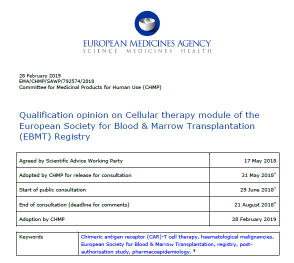 EUROPEAN MEDICINES AGENCY
SCIENCE MEDICINES HEALTH
28 February 2019
EMA/CHMP/SAWP/792574/2018
Committee for Medicinal Products for Human Use (CHMP)
Qualification opinion on Cellular therapy module of the
European Society for Blood & Marrow Transplantation
(EBMT) Registry
Agreed by Scientific Advice Working Party 17 May 2018
Adopted by CHMP for release for consultation 31 May 2018*
Start of public consultation 29 June 2018*
End of consultation (deadline for comments) 21 August 2018*
Adoption by CHMP 28 February 2019
Keywords Chimeric antigen receptor (CAR)-T cell therapy, haematological malignancies,
European Society for Blood & Marrow Transplantation, registry, post-
authorisation study, pharmacoepidemiology.